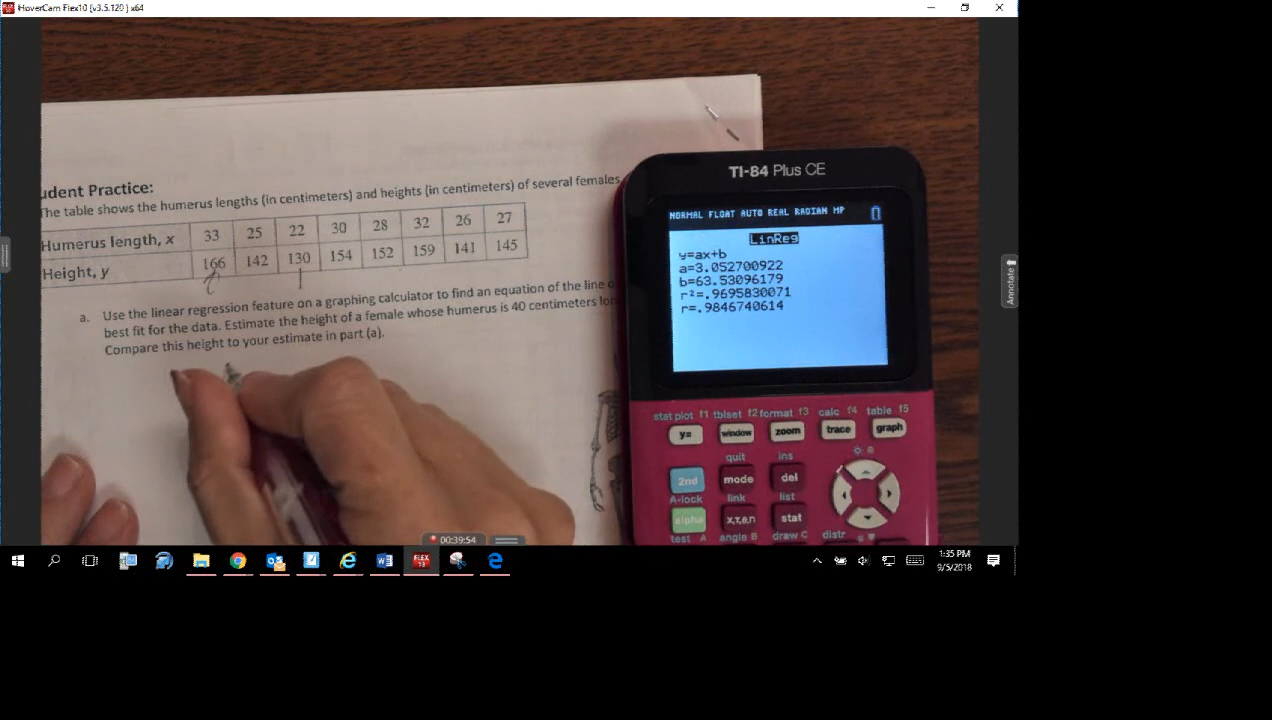 HoverCam Flex10 [v3.5.129 ] x64
udent Practice:
The table shows the humerus lengths (in centimeters) and heights (in centimeters) of several females
Humerus length, x 33 25 22 30 28 32 26 27
Height, y 166 142 130 154 152 159 141 145
a. Use the linear regression feature on a graphing calculator to find an equation of the line o
best fit for the data. Estimate the height of a female whose humerus is 40 centimeters lon
Compare this height to your estimate in part (a).
TI-84 Plus CE
NORMAL FLOAT AUTO REAL RADIAN MP
LinReg
y=ax+b
a=3.052700922
b=63.53096179
r²=.9695830071
r=.9846740614
stat plot f1 tblset f2 format f3 calc f4 table f5
y= window zoom trace graph
quit ins
2nd mode del
A-lock link list
alpha X,T,θ,n stat
test A angle B draw C distr
Annotate
00:39:54
1:35 PM
9/5/2018